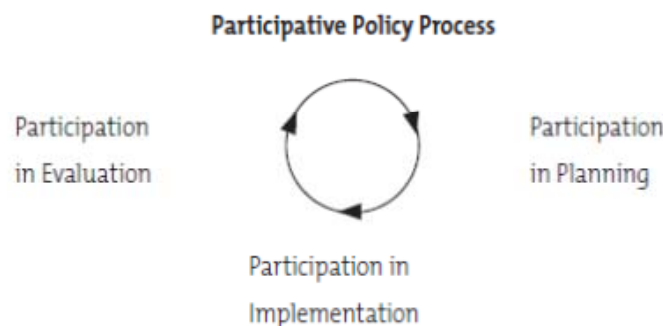 Participative Policy Process
Participation
in Evaluation
Participation
in Planning
Participation in
Implementation